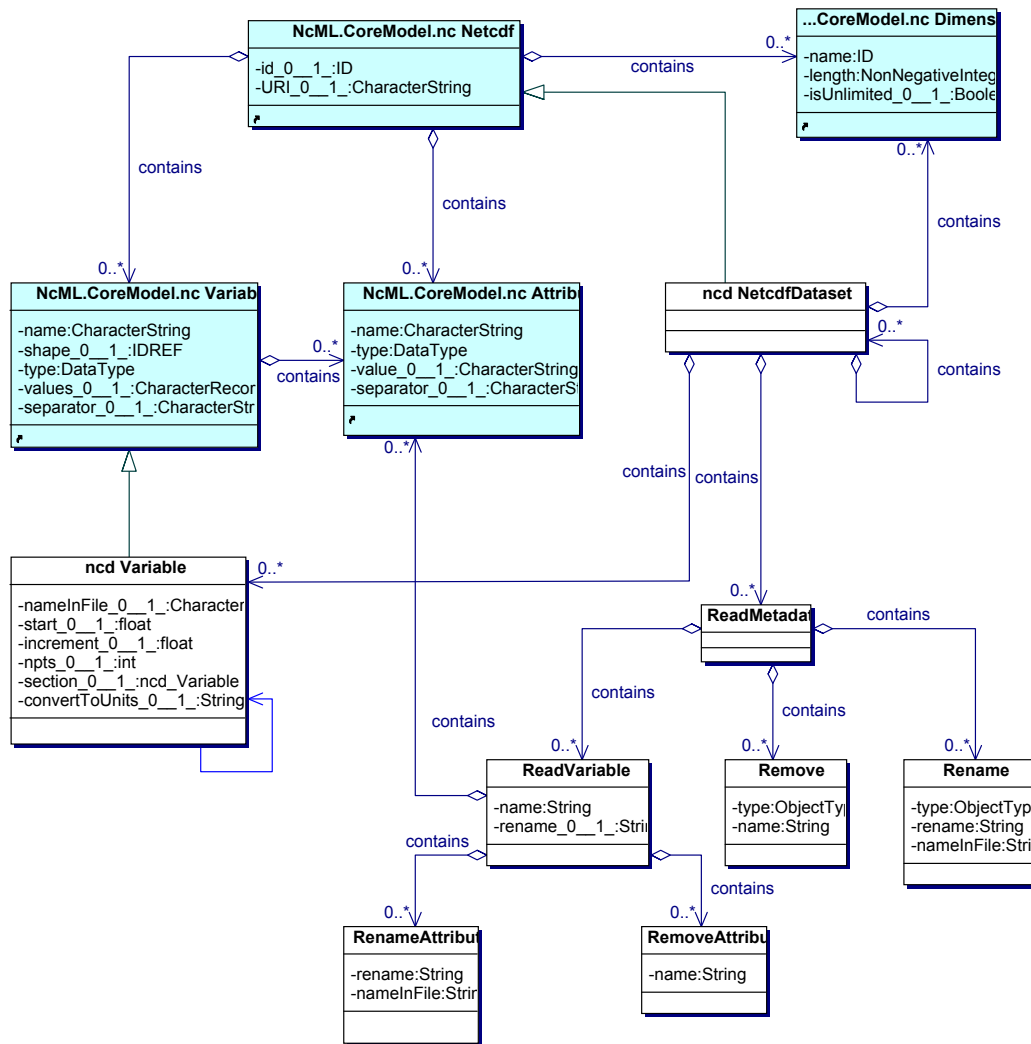 NcML.CoreModel.nc Netcdf
-id_0__1_:ID
-URI_0__1_:CharacterString
...CoreModel.nc Dimens
-name:ID
-length:NonNegativeInteg
-isUnlimited_0__1_:Boole
0..*
contains
contains
contains
0..*
contains
0..*
0..*
NcML.CoreModel.nc Variab
-name:CharacterString
-shape_0__1_:IDREF
-type:DataType
-values_0__1_:CharacterRecor
-separator_0__1_:CharacterStr
0..*
contains
NcML.CoreModel.nc Attribu
-name:CharacterString
-type:DataType
-value_0__1_:CharacterString
-separator_0__1_:CharacterSt
0..*
ncd NetcdfDataset
0..*
contains
contains
contains
ncd Variable
-nameInFile_0__1_:Character
-start_0__1_:float
-increment_0__1_:float
-npts_0__1_:int
-section_0__1_:ncd_Variable
-convertToUnits_0__1_:String
0..*
0..*
ReadMetadat
contains
contains
contains
contains
0..*
0..*
0..*
ReadVariable
-name:String
-rename_0__1_:Strin
Remove
-type:ObjectTyp
-name:String
Rename
-type:ObjectType
-rename:String
-nameInFile:Strin
contains
contains
0..*
0..*
RenameAttribut
-rename:String
-nameInFile:Strin
RemoveAttribu
-name:String